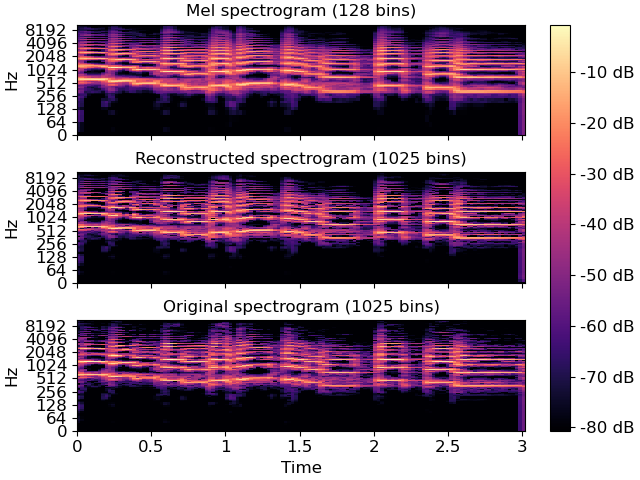 Mel spectrogram (128 bins)
8192
4096
2048
1024
512
256
128
64
0
Hz
Reconstructed spectrogram (1025 bins)
8192
4096
2048
1024
512
256
128
64
0
Hz
Original spectrogram (1025 bins)
8192
4096
2048
1024
512
256
128
64
0
Hz
0 0.5 1 1.5 2 2.5 3
Time
-10 dB
-20 dB
-30 dB
-40 dB
-50 dB
-60 dB
-70 dB
-80 dB